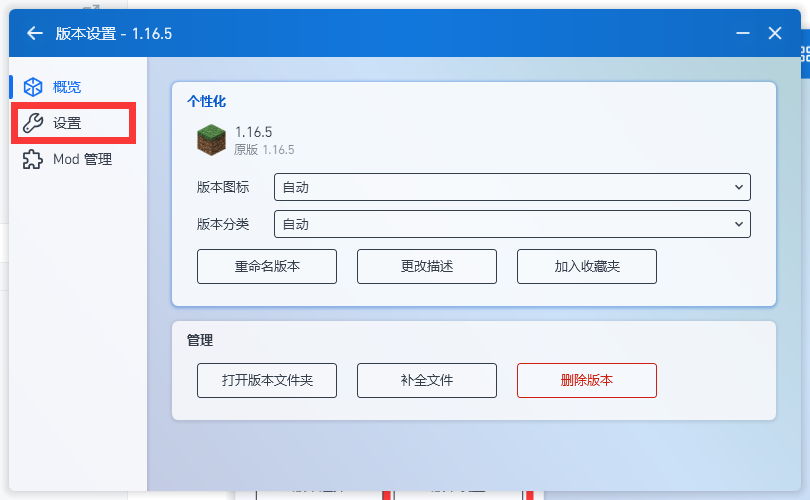 版本设置 - 1.16.5
概览
设置
Mod 管理
个性化
1.16.5
原版 1.16.5
版本图标
自动
版本分类
自动
重命名版本
更改描述
加入收藏夹
管理
打开版本文件夹
补全文件
删除版本